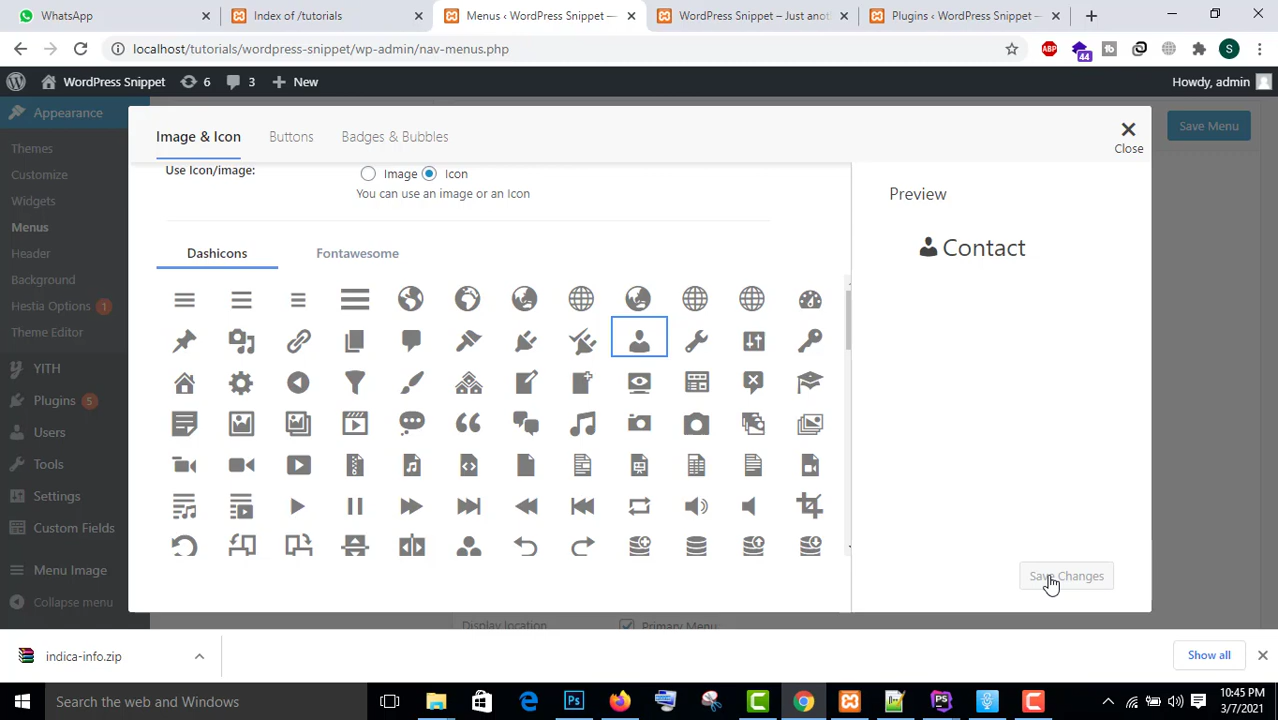 WhatsApp
Index of /tutorials
Menus ‹ WordPress Snippet —
WordPress Snippet – Just anot
Plugins ‹ WordPress Snippet —
localhost/tutorials/wordpress-snippet/wp-admin/nav-menus.php
ABP
44
S
WordPress Snippet
6
3
New
Howdy, admin
Appearance
Themes
Customize
Widgets
Menus
Header
Background
Hestia Options 1
Theme Editor
YITH
Plugins 5
Users
Tools
Settings
Custom Fields
Menu Image
Collapse menu
Save Menu
Image & Icon
Buttons
Badges & Bubbles
Close
Use Icon/image:
Image
Icon
You can use an image or an Icon
Dashicons
Fontawesome
Preview
Contact
Save Changes
Display location
Primary Menu
indica-info.zip
Show all
Search the web and Windows
10:45 PM
3/7/2021